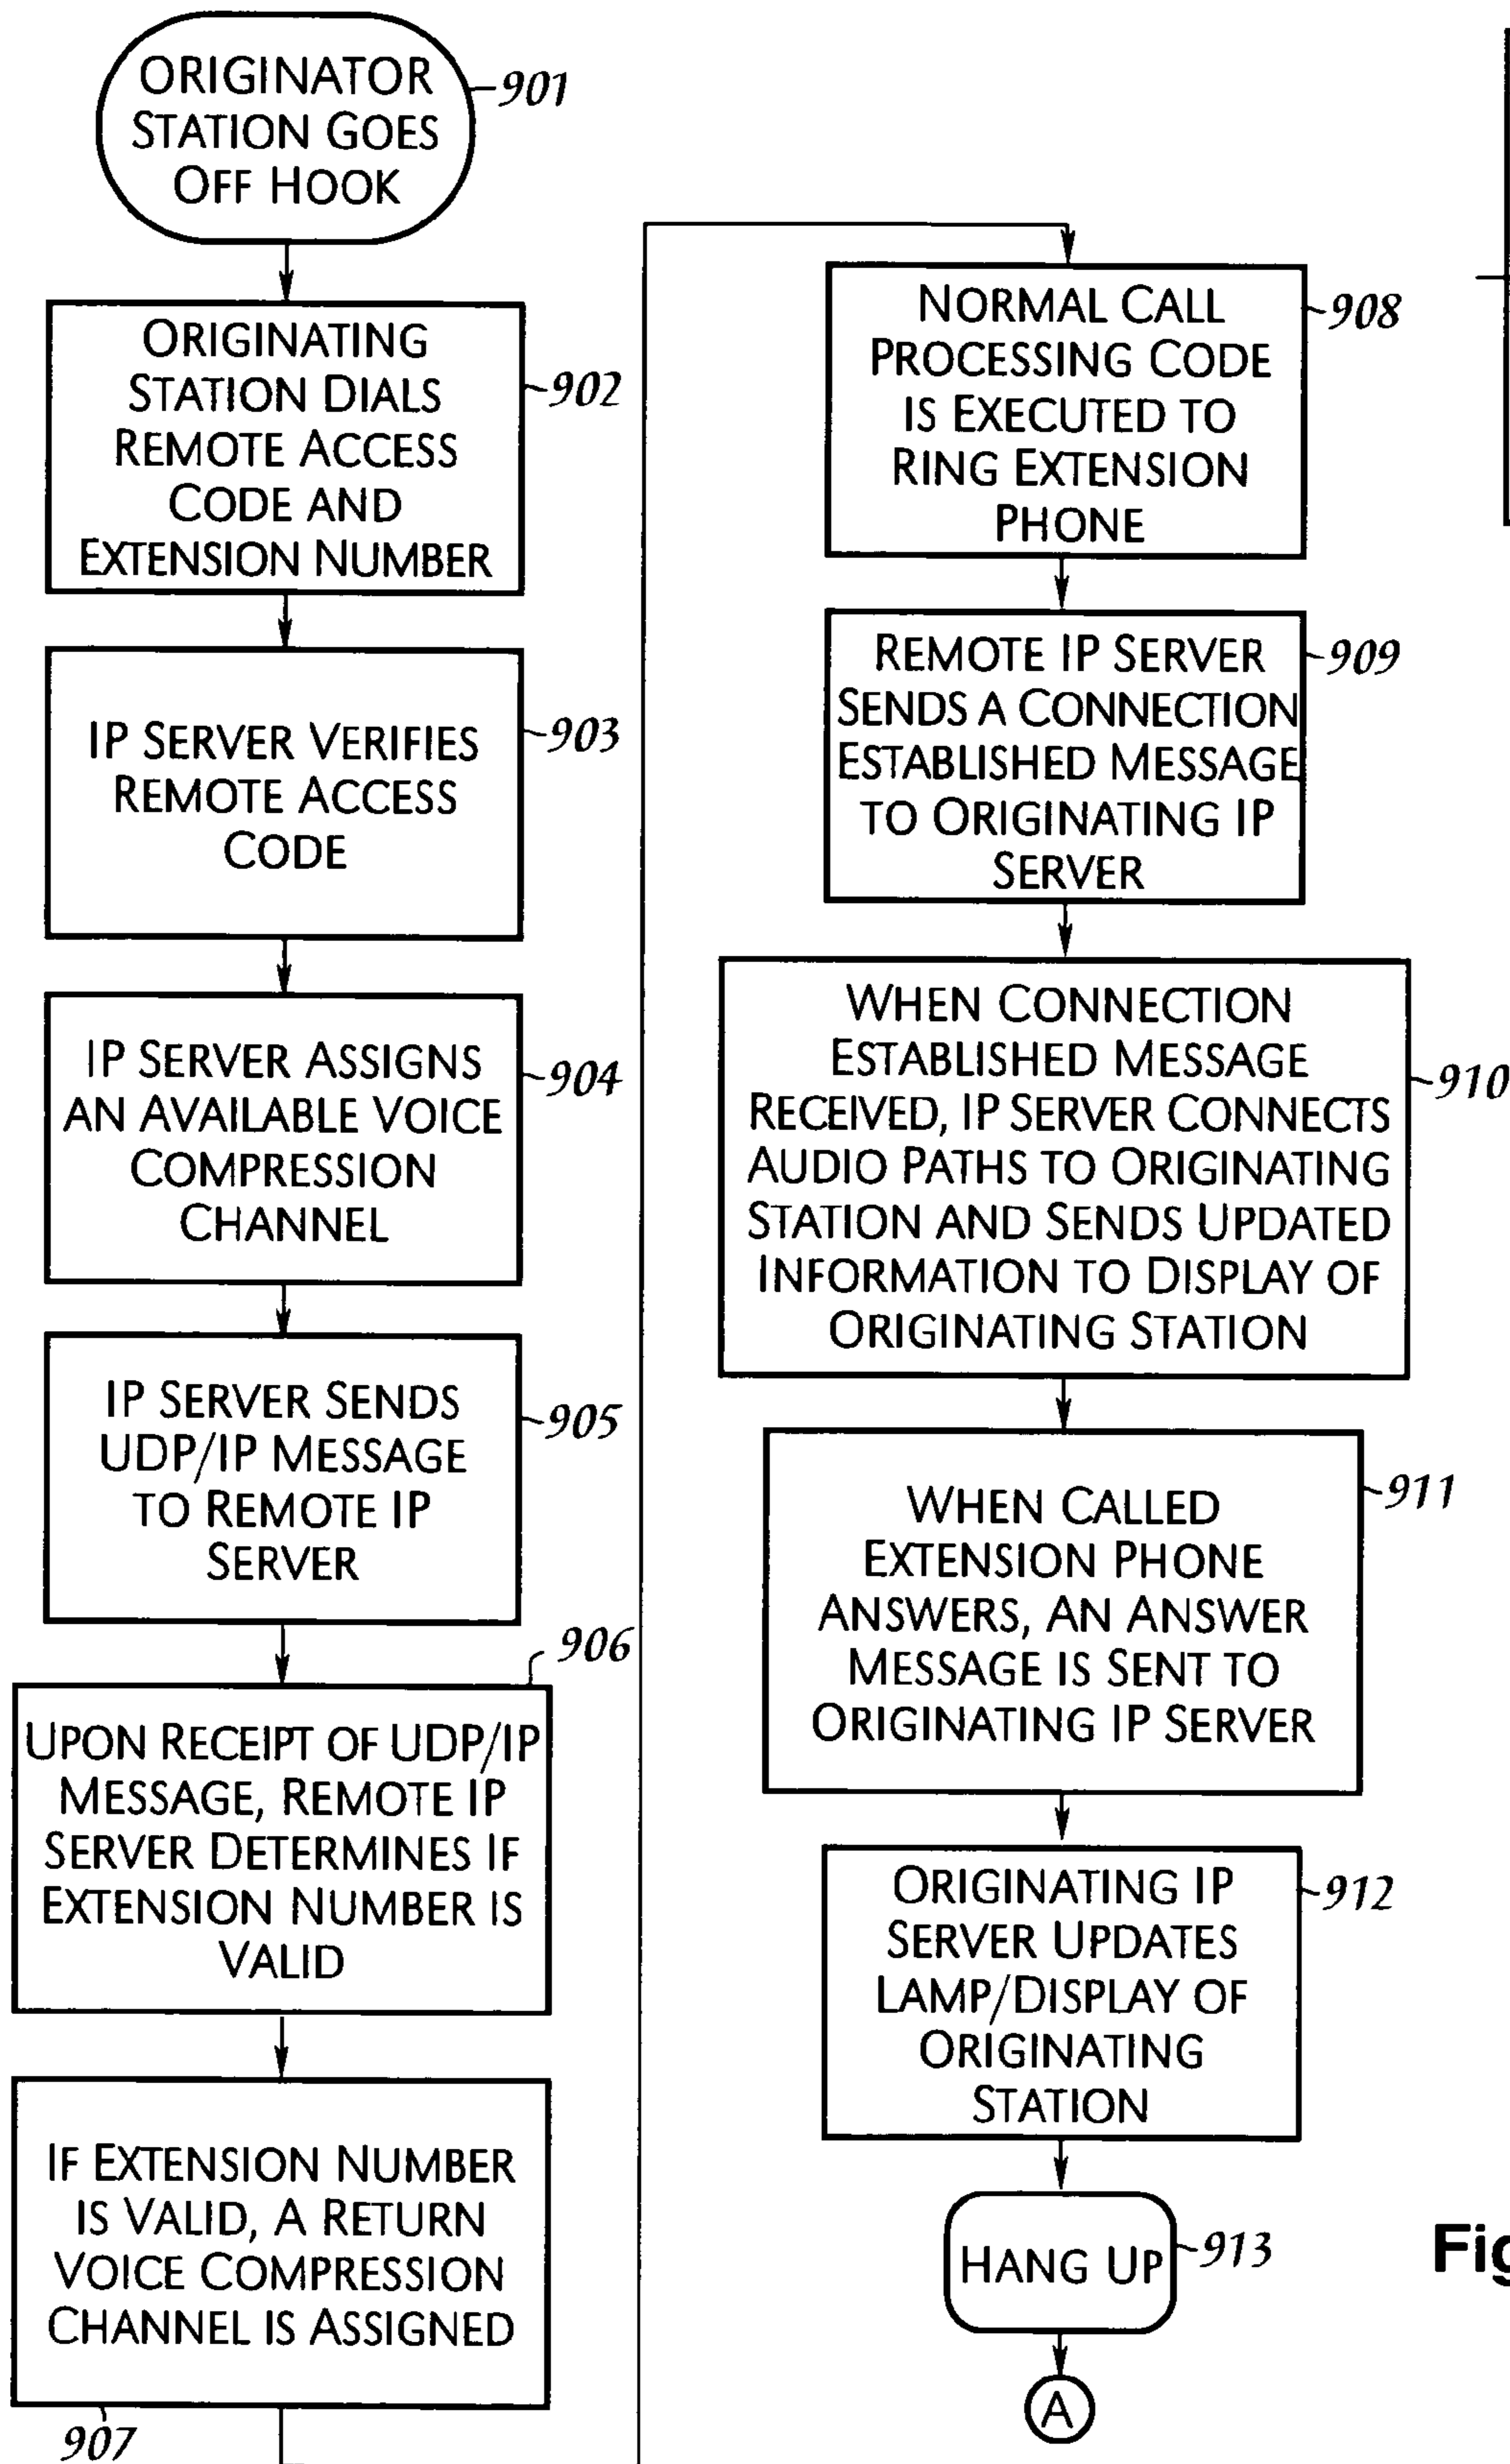 ORIGINATOR
STATION GOES
OFF HOOK
901
ORIGINATING
STATION DIALS
REMOTE ACCESS
CODE AND
EXTENSION NUMBER
902
IP SERVER VERIFIES
REMOTE ACCESS
CODE
903
IP SERVER ASSIGNS
AN AVAILABLE VOICE
COMPRESSION
CHANNEL
904
IP SERVER SENDS
UDP/IP MESSAGE
TO REMOTE IP
SERVER
905
906
UPON RECEIPT OF UDP/IP
MESSAGE, REMOTE IP
SERVER DETERMINES IF
EXTENSION NUMBER IS
VALID
IF EXTENSION NUMBER
IS VALID, A RETURN
VOICE COMPRESSION
CHANNEL IS ASSIGNED
907
NORMAL CALL
PROCESSING CODE
IS EXECUTED TO
RING EXTENSION
PHONE
908
REMOTE IP SERVER
SENDS A CONNECTION
ESTABLISHED MESSAGE
TO ORIGINATING IP
SERVER
909
WHEN CONNECTION
ESTABLISHED MESSAGE
RECEIVED, IP SERVER CONNECTS
AUDIO PATHS TO ORIGINATING
STATION AND SENDS UPDATED
INFORMATION TO DISPLAY OF
ORIGINATING STATION
910
WHEN CALLED
EXTENSION PHONE
ANSWERS, AN ANSWER
MESSAGE IS SENT TO
ORIGINATING IP SERVER
911
ORIGINATING IP
SERVER UPDATES
LAMP/DISPLAY OF
ORIGINATING
STATION
912
HANG UP
913
A